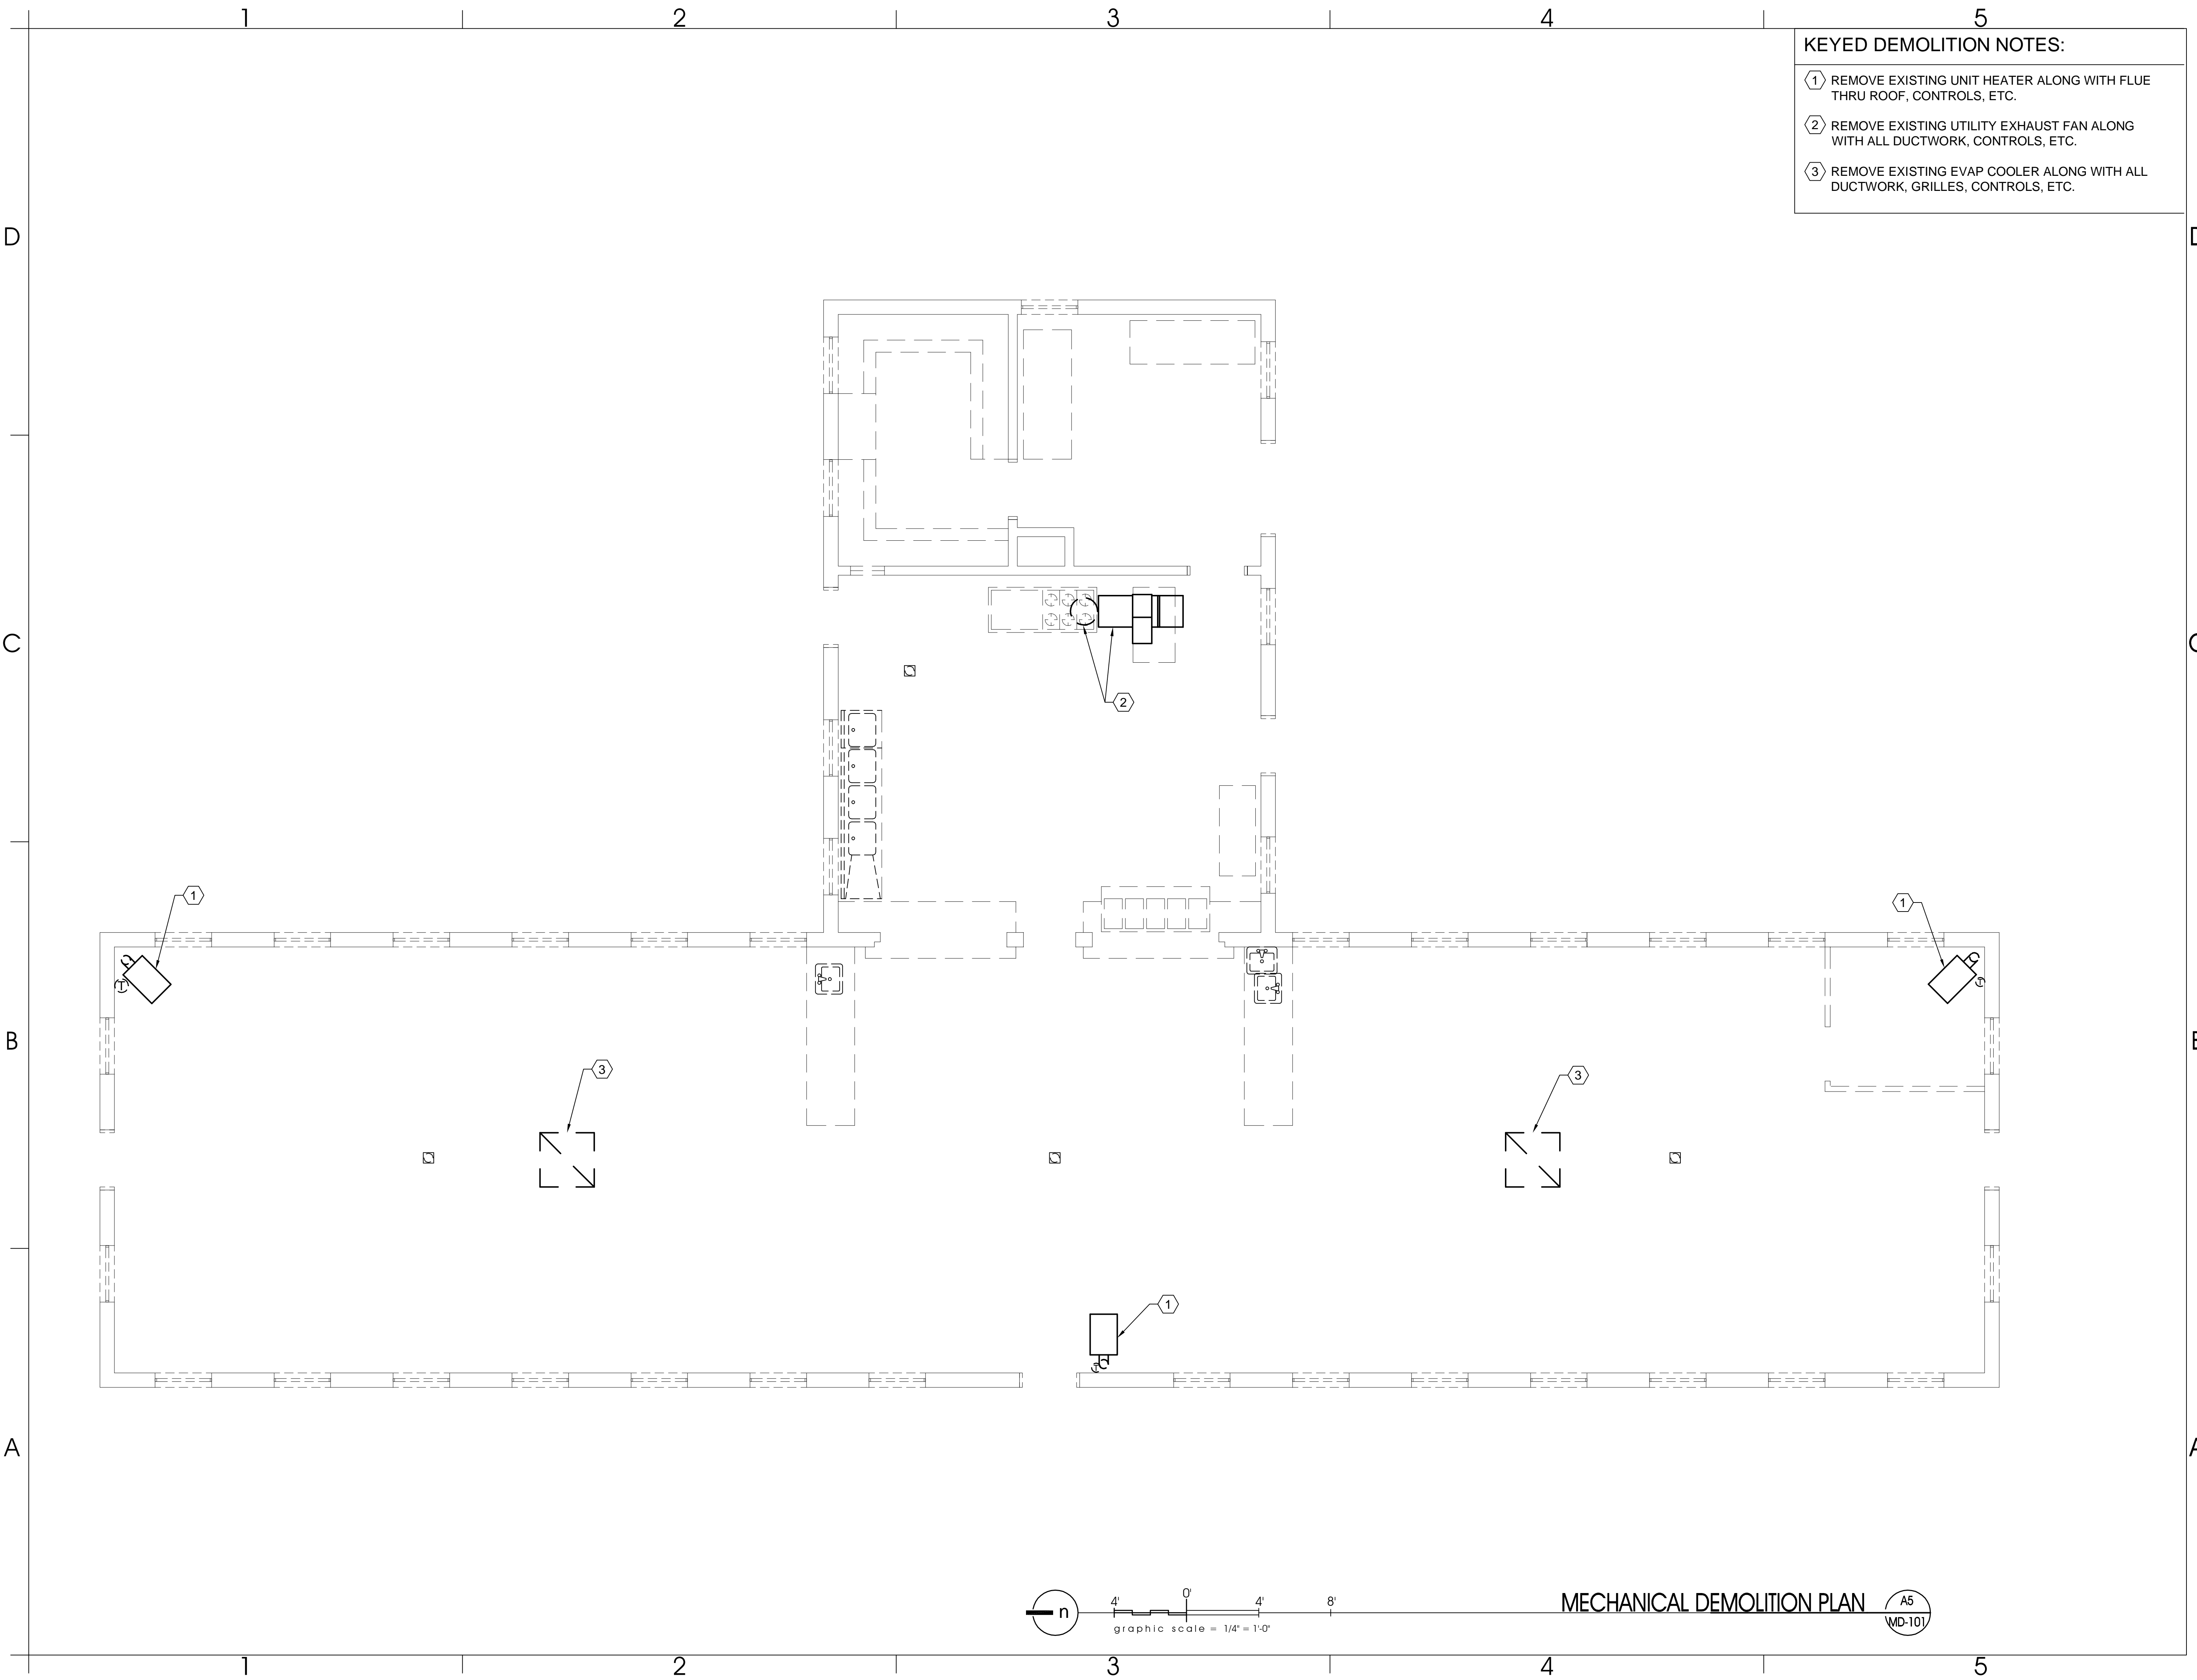 1 2 3 4 5
KEYED DEMOLITION NOTES:
1 REMOVE EXISTING UNIT HEATER ALONG WITH FLUE
THRU ROOF, CONTROLS, ETC.
2 REMOVE EXISTING UTILITY EXHAUST FAN ALONG
WITH ALL DUCTWORK, CONTROLS, ETC.
3 REMOVE EXISTING EVAP COOLER ALONG WITH ALL
DUCTWORK, GRILLES, CONTROLS, ETC.
D D
C C
2
1 1
T
B B
3 3
1
A A
4' 0' 4' 8'
n
graphic scale = 1/4" = 1'-0"
MECHANICAL DEMOLITION PLAN
A5
MD-101
1 2 3 4 5